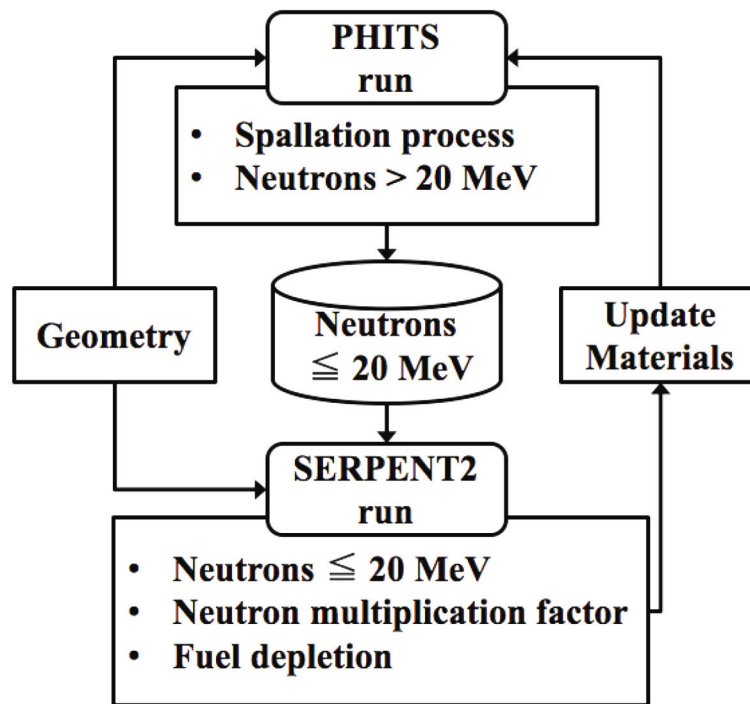 PHITS
run
• Spallation process
• Neutrons > 20 MeV
Geometry
Neutrons
≦ 20 MeV
Update
Materials
SERPENT2
run
• Neutrons ≦ 20 MeV
• Neutron multiplication factor
• Fuel depletion